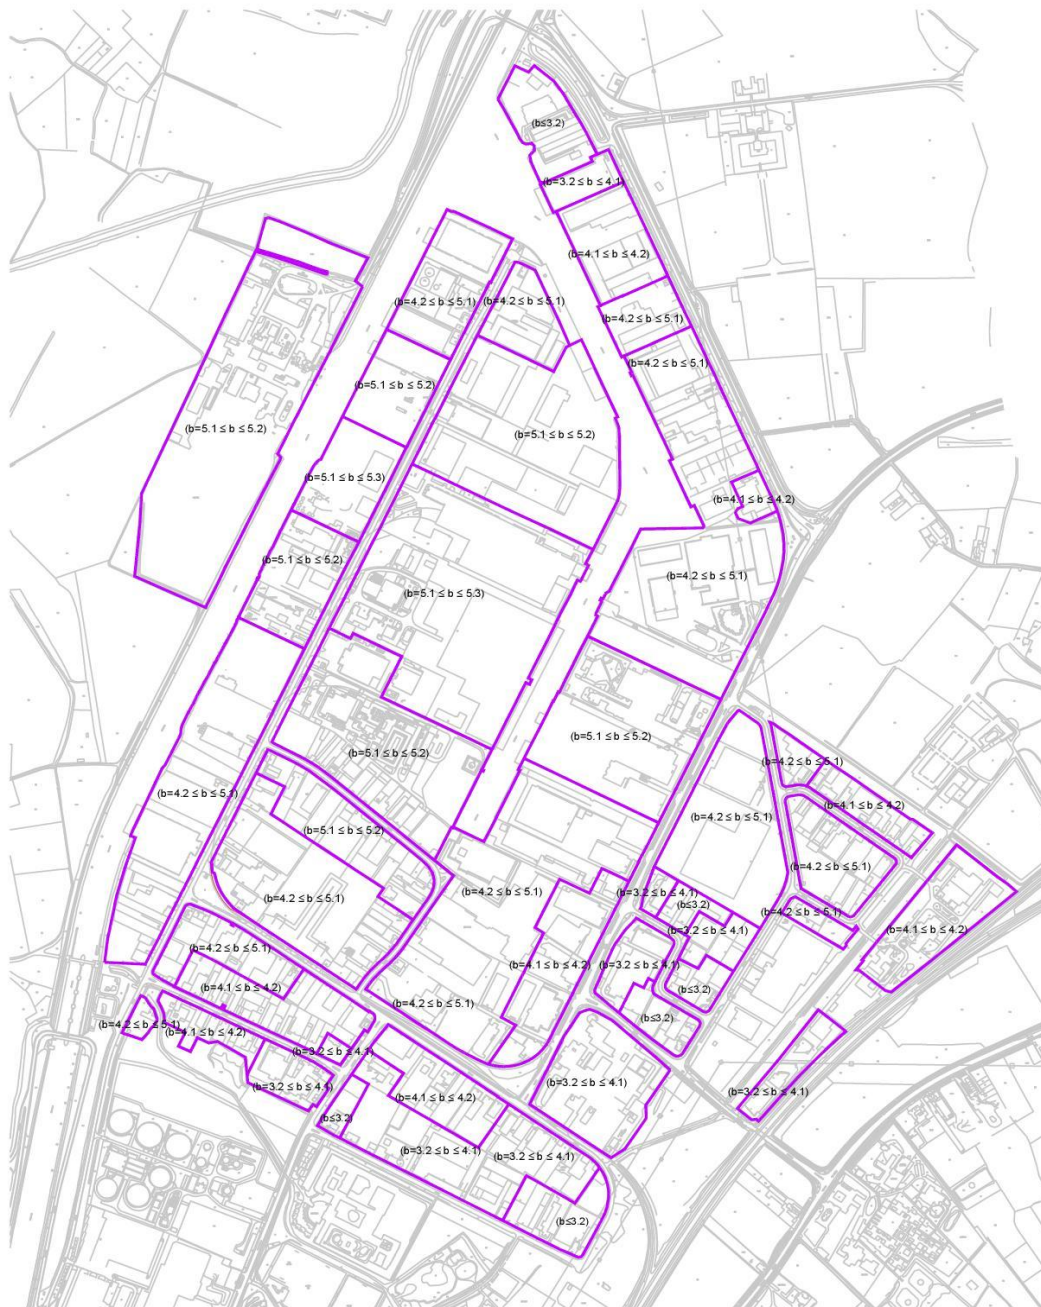 (b≤3.2)
(b=3.2 ≤ b ≤ 4.1)
(b=4.1 ≤ b ≤ 4.2)
(b=4.2 ≤ b ≤ 5.1)
(b=4.2 ≤ b ≤ 5.1)
(b=4.2 ≤ b ≤ 5.1)
(b=4.2 ≤ b ≤ 5.1)
(b=5.1 ≤ b ≤ 5.2)
(b=5.1 ≤ b ≤ 5.2)
(b=5.1 ≤ b ≤ 5.2)
(b=5.1 ≤ b ≤ 5.3)
(b=4.1 ≤ b ≤ 4.2)
(b=5.1 ≤ b ≤ 5.2)
(b=4.2 ≤ b ≤ 5.1)
(b=5.1 ≤ b ≤ 5.3)
(b=5.1 ≤ b ≤ 5.2)
(b=5.1 ≤ b ≤ 5.2)
(b=4.2 ≤ b ≤ 5.1)
(b=4.2 ≤ b ≤ 5.1)
(b=4.1 ≤ b ≤ 4.2)
(b=4.2 ≤ b ≤ 5.1)
(b=5.1 ≤ b ≤ 5.2)
(b=4.2 ≤ b ≤ 5.1)
(b=4.2 ≤ b ≤ 5.1)
(b=3.2 ≤ b ≤ 4.1)
(b=4.2 ≤ b ≤ 5.1)
(b≤3.2)
(b=4.2 ≤ b ≤ 5.1)
(b=3.2 ≤ b ≤ 4.1)
(b=4.1 ≤ b ≤ 4.2)
(b=4.2 ≤ b ≤ 5.1)
(b=4.1 ≤ b ≤ 4.2)
(b=3.2 ≤ b ≤ 4.1)
(b=4.1 ≤ b ≤ 4.2)
(b≤3.2)
(b=4.2 ≤ b ≤ 5.1)
(b≤3.2)
(b=4.2 ≤ b ≤ 5.1)
(b=4.1 ≤ b ≤ 4.2)
(b=3.2 ≤ b ≤ 4.1)
(b=3.2 ≤ b ≤ 4.1)
(b=3.2 ≤ b ≤ 4.1)
(b=3.2 ≤ b ≤ 4.1)
(b=4.1 ≤ b ≤ 4.2)
(b≤3.2)
(b=3.2 ≤ b ≤ 4.1)
(b=3.2 ≤ b ≤ 4.1)
(b≤3.2)